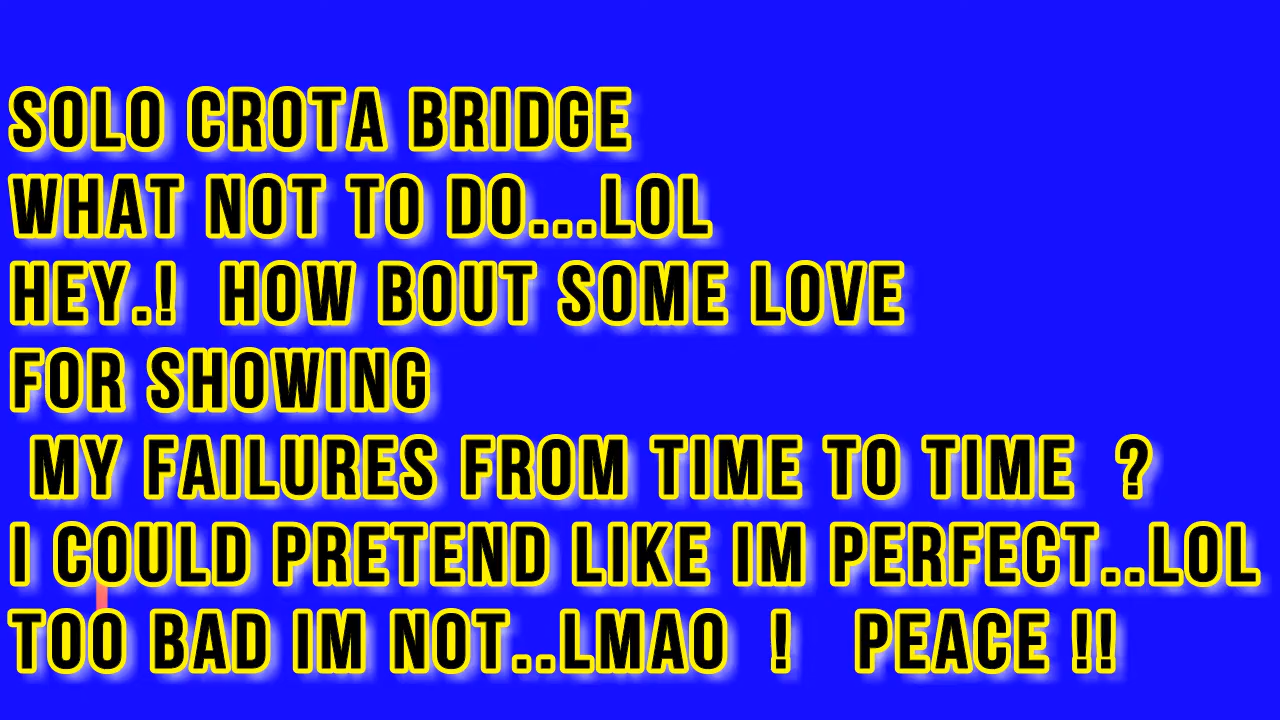 SOLO CROTA BRIDGE
WHAT NOT TO DO...LOL
HEY.!  HOW BOUT SOME LOVE
FOR SHOWING
MY FAILURES FROM TIME TO TIME  ?
I COULD PRETEND LIKE IM PERFECT..LOL
TOO BAD IM NOT..LMAO  !   PEACE !!